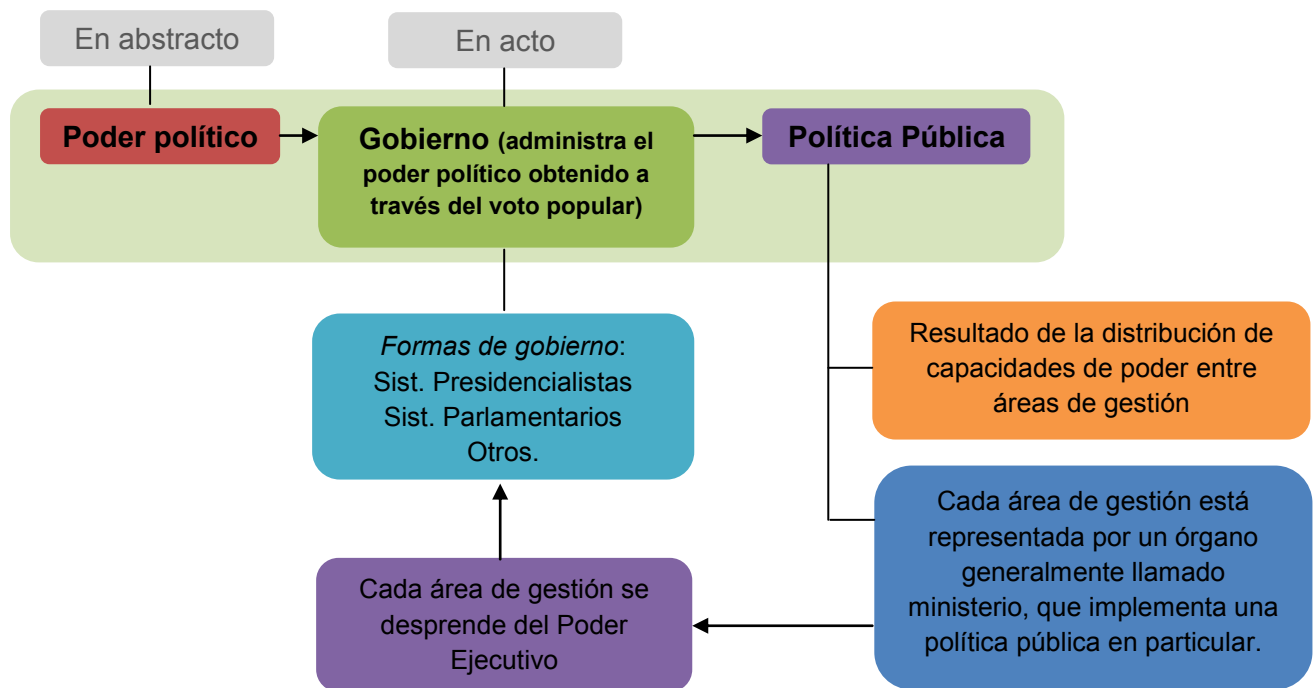 En abstracto
En acto
Poder político
Gobierno (administra el
poder político obtenido a
través del voto popular)
Política Pública
Formas de gobierno:
Sist. Presidencialistas
Sist. Parlamentarios
Otros.
Resultado de la distribución de
capacidades de poder entre
áreas de gestión
Cada área de gestión está
representada por un órgano
generalmente llamado
ministerio, que implementa una
política pública en particular.
Cada área de gestión se
desprende del Poder
Ejecutivo